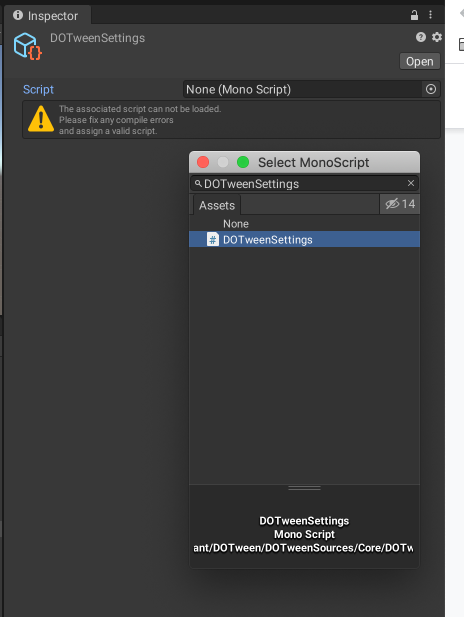 Inspector
DOTweenSettings
Open
Script
None (Mono Script)
The associated script can not be loaded.
Please fix any compile errors
and assign a valid script.
Select MonoScript
DOTweenSettings
Assets
14
None
DOTweenSettings
DOTweenSettings
Mono Script
ant/DOTween/DOTweenSources/Core/DOTw